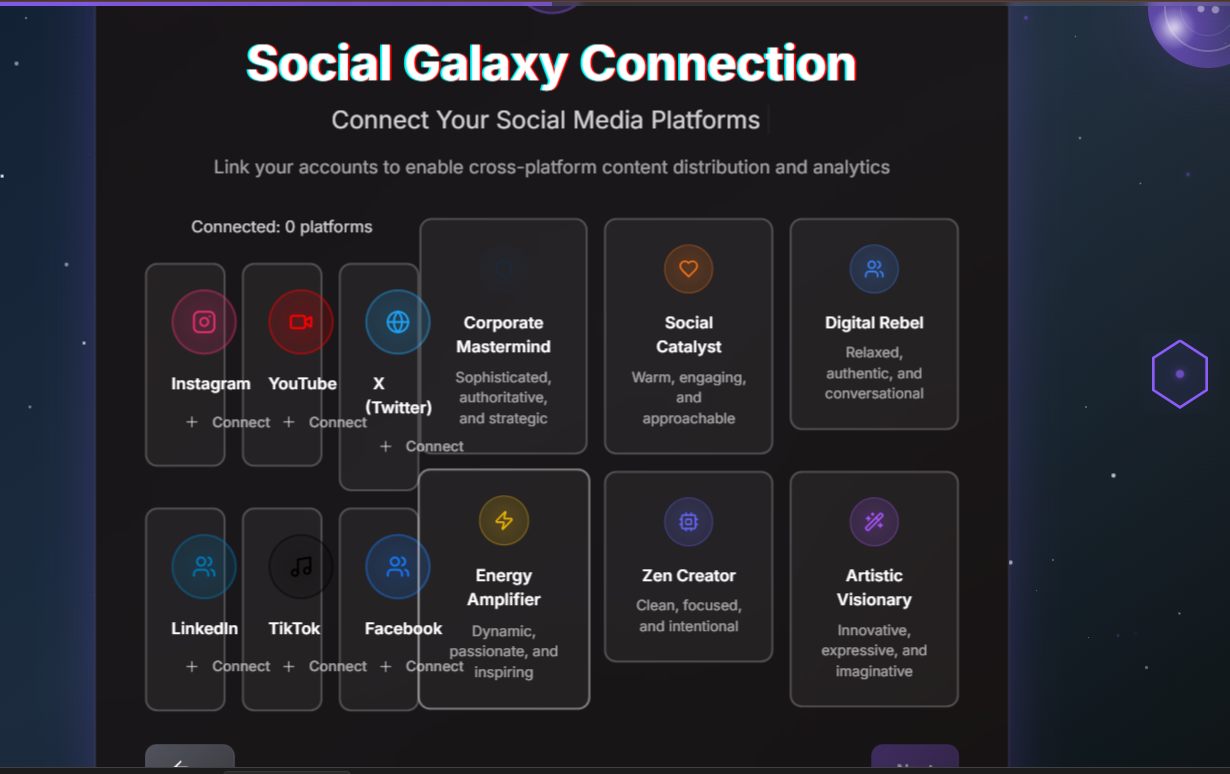 Social Galaxy Connection
Connect Your Social Media Platforms
Link your accounts to enable cross-platform content distribution and analytics
Connected: 0 platforms
Instagram
+ Connect
YouTube
+ Connect
X
(Twitter)
+ Connect
LinkedIn
+ Connect
TikTok
+ Connect
Facebook
+ Connect
Corporate
Mastermind
Sophisticated,
authoritative,
and strategic
Social
Catalyst
Warm, engaging,
and
approachable
Digital Rebel
Relaxed,
authentic, and
conversational
Energy
Amplifier
Dynamic,
passionate, and
inspiring
Zen Creator
Clean, focused,
and intentional
Artistic
Visionary
Innovative,
expressive, and
imaginative